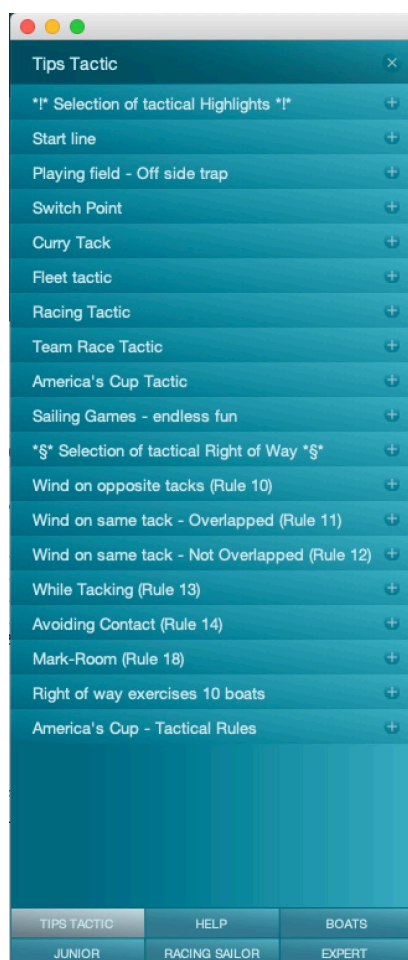 Tips Tactic
*!* Selection of tactical Highlights *!*
Start line
Playing field - Off side trap
Switch Point
Curry Tack
Fleet tactic
Racing Tactic
Team Race Tactic
America's Cup Tactic
Sailing Games - endless fun
*§* Selection of tactical Right of Way *§*
Wind on opposite tacks (Rule 10)
Wind on same tack - Overlapped (Rule 11)
Wind on same tack - Not Overlapped (Rule 12)
While Tacking (Rule 13)
Avoiding Contact (Rule 14)
Mark-Room (Rule 18)
Right of way exercises 10 boats
America's Cup - Tactical Rules
TIPS TACTIC HELP BOATS
JUNIOR RACING SAILOR EXPERT